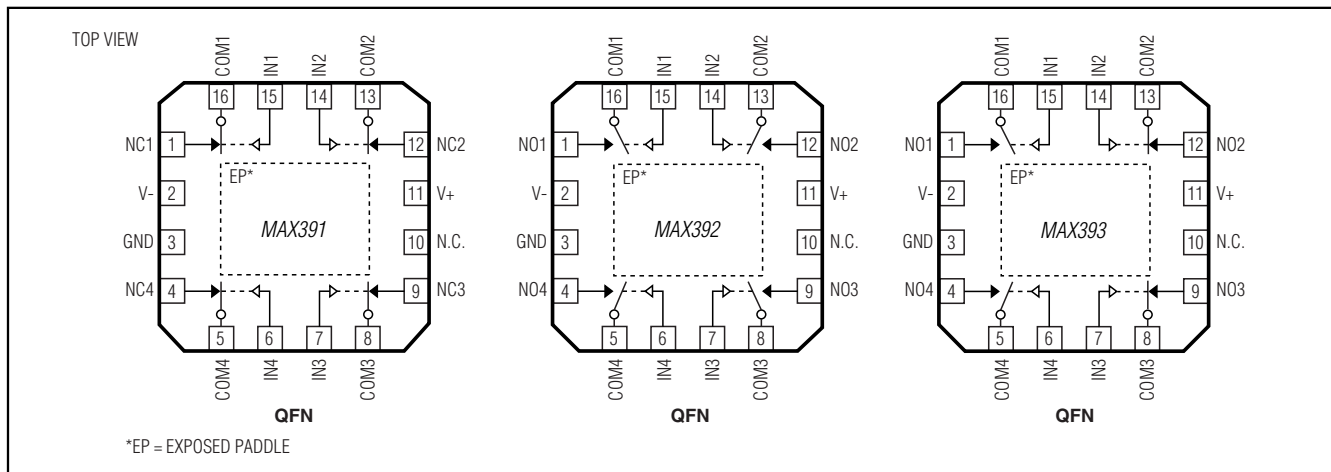 TOP VIEW
COM1
IN1
IN2
COM2
16
15
14
13
NC1 1
12 NC2
V- 2
11 V+
GND 3
10 N.C.
NC4 4
9 NC3
EP*
MAX391
5
6
7
8
COM4
IN4
IN3
COM3
QFN
COM1
IN1
IN2
COM2
16
15
14
13
NO1 1
12 NO2
V- 2
11 V+
GND 3
10 N.C.
NO4 4
9 NO3
EP*
MAX392
5
6
7
8
COM4
IN4
IN3
COM3
QFN
COM1
IN1
IN2
COM2
16
15
14
13
NO1 1
12 NO2
V- 2
11 V+
GND 3
10 N.C.
NO4 4
9 NO3
EP*
MAX393
5
6
7
8
COM4
IN4
IN3
COM3
QFN
*EP = EXPOSED PADDLE